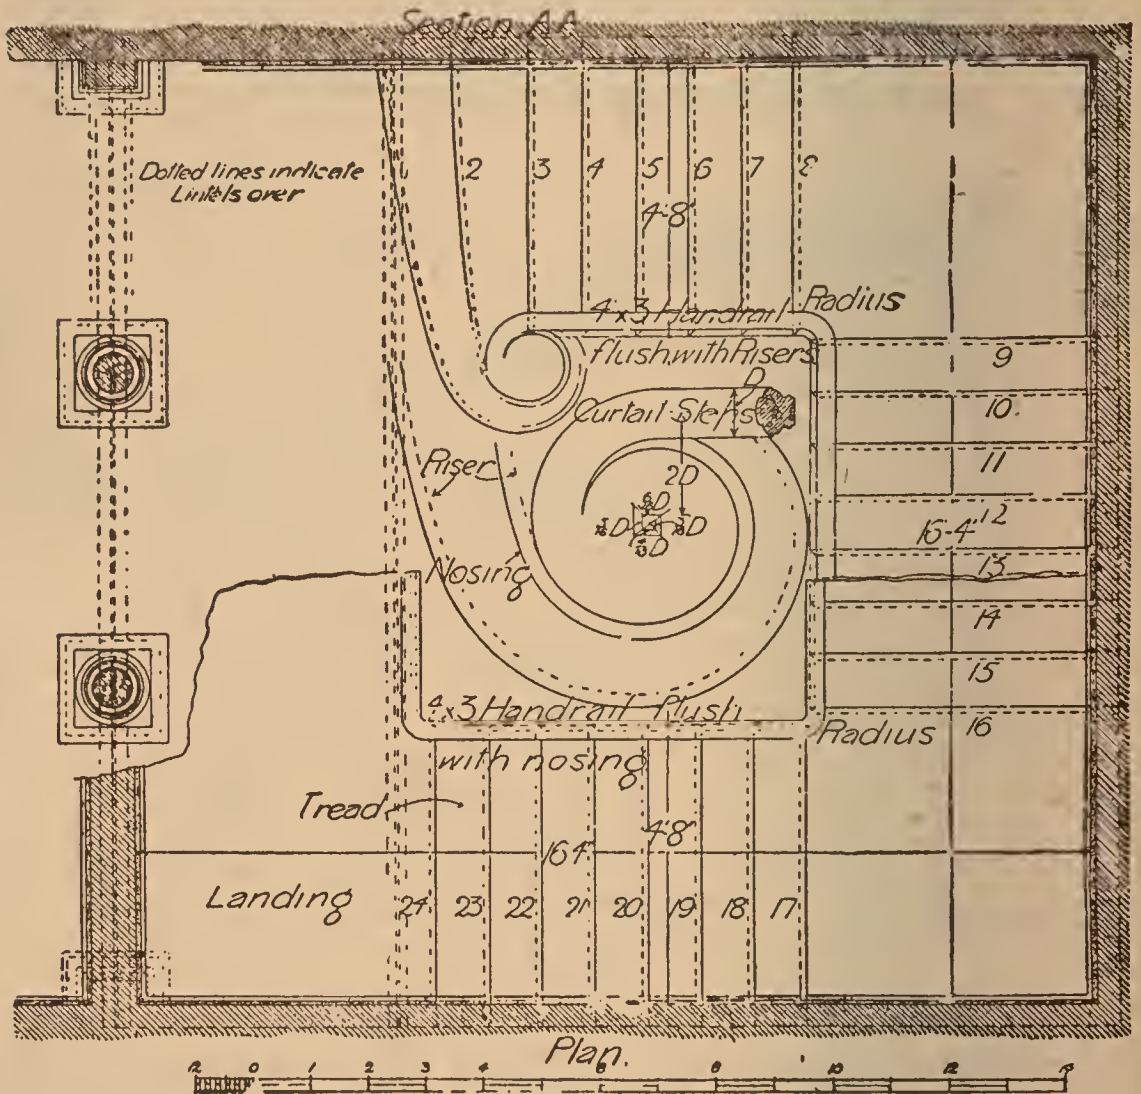 Section A A
Dotted lines indicate
Lintels over
2 3 4 5 6 7 8
4-8"
4"x3 Handrail
Radius
flush with Risers
9
D
10.
Curtail Steps
11
Riser
2D
12
16-4"
Nosing
13
14
15
4x3 Handrail Flush
Radius
16
with nosing
Tread
4-8"
16 4"
Landing
24 23 22 21 20 19 18 17
Plan.
12 0 1 2 3 4 6 8 10 12